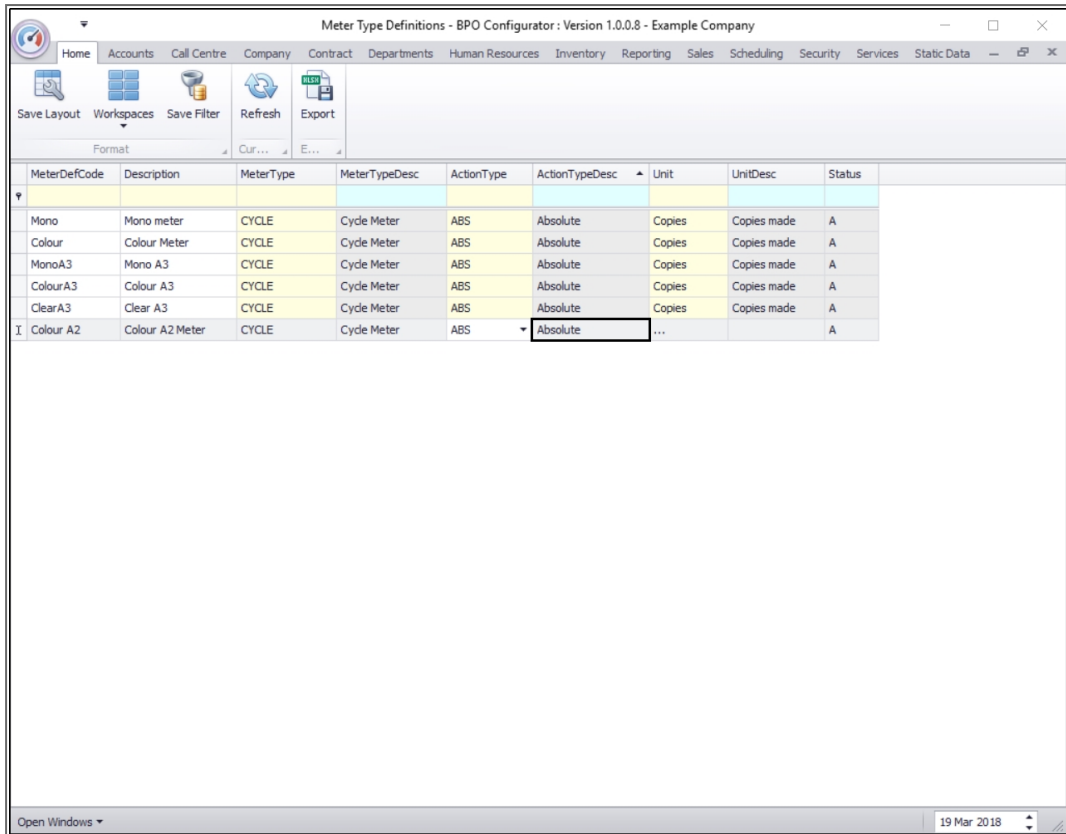 Meter Type Definitions - BPO Configurator : Version 1.0.0.8 - Example Company
Home Accounts Call Centre Company Contract Departments Human Resources Inventory Reporting Sales Scheduling Security Services Static Data
Save Layout Workspaces Save Filter Refresh Export
Format Cur... E...
MeterDefCode Description MeterType MeterTypeDesc ActionType ActionTypeDesc Unit UnitDesc Status
Mono Mono meter CYCLE Cycle Meter ABS Absolute Copies Copies made A
Colour Colour Meter CYCLE Cycle Meter ABS Absolute Copies Copies made A
MonoA3 Mono A3 CYCLE Cycle Meter ABS Absolute Copies Copies made A
ColourA3 Colour A3 CYCLE Cycle Meter ABS Absolute Copies Copies made A
ClearA3 Clear A3 CYCLE Cycle Meter ABS Absolute Copies Copies made A
Colour A2 Colour A2 Meter CYCLE Cycle Meter ABS Absolute ... A
Open Windows 19 Mar 2018